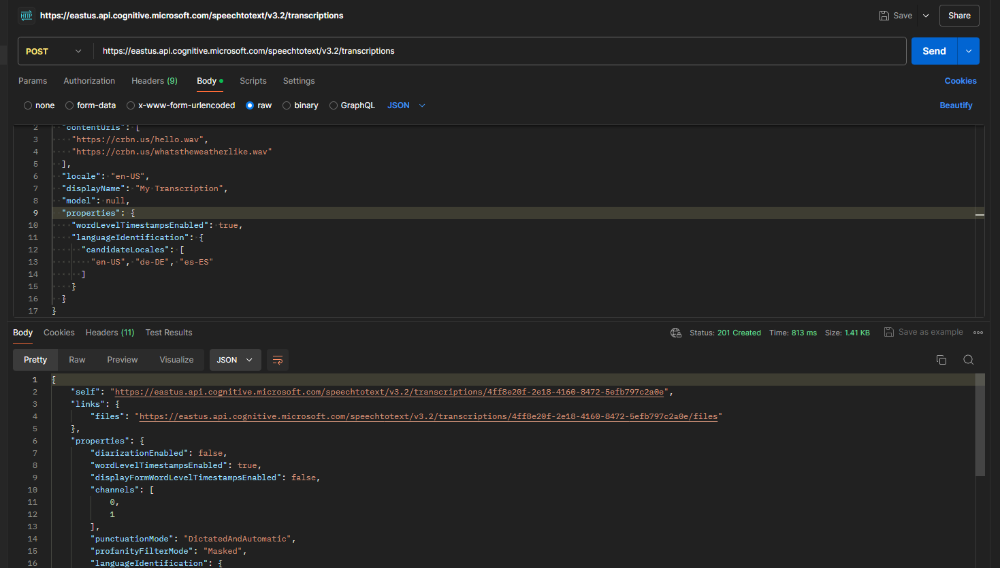 HTTP https://eastus.api.cognitive.microsoft.com/speechtotext/v3.2/transcriptions Save Share
POST https://eastus.api.cognitive.microsoft.com/speechtotext/v3.2/transcriptions Send
Params Authorization Headers (9) Body Scripts Settings Cookies
none form-data x-www-form-urlencoded raw binary GraphQL JSON Beautify
2 "contentUrls": [
3 "https://crbn.us/hello.wav",
4 "https://crbn.us/whatstheweatherlike.wav"
5 ],
6 "locale": "en-US",
7 "displayName": "My Transcription",
8 "model": null,
9 "properties": {
10 "wordLevelTimestampsEnabled": true,
11 "languageIdentification": {
12 "candidateLocales": [
13 "en-US", "de-DE", "es-ES"
14 ]
15 }
16 }
17 }
Body Cookies Headers (11) Test Results Status: 201 Created Time: 813 ms Size: 1.41 KB Save as example
Pretty Raw Preview Visualize JSON
1 {
2 "self": "https://eastus.api.cognitive.microsoft.com/speechtotext/v3.2/transcriptions/4ff8e20f-2e18-4160-8472-5efb797c2a0e",
3 "links": {
4 "files": "https://eastus.api.cognitive.microsoft.com/speechtotext/v3.2/transcriptions/4ff8e20f-2e18-4160-8472-5efb797c2a0e/files"
5 },
6 "properties": {
7 "diarizationEnabled": false,
8 "wordLevelTimestampsEnabled": true,
9 "displayFormWordLevelTimestampsEnabled": false,
10 "channels": [
11 0,
12 1
13 ],
14 "punctuationMode": "DictatedAndAutomatic",
15 "profanityFilterMode": "Masked",
16 "languageIdentification": {